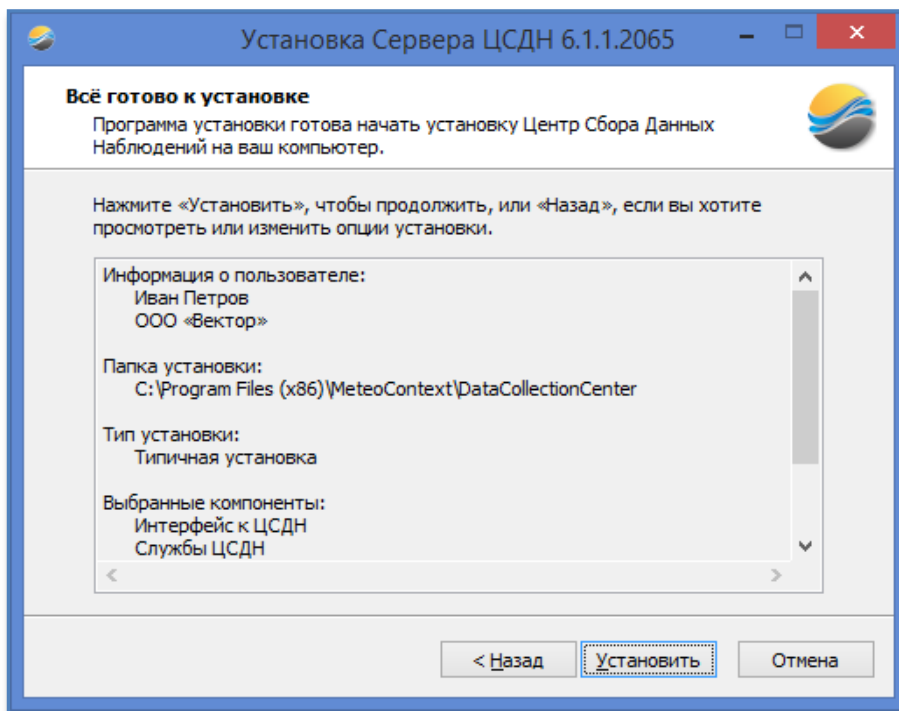 Установка Сервера ЦСДН 6.1.1.2065
Всё готово к установке
Программа установки готова начать установку Центр Сбора Данных
Наблюдений на ваш компьютер.
Нажмите «Установить», чтобы продолжить, или «Назад», если вы хотите
просмотреть или изменить опции установки.
Информация о пользователе:
Иван Петров
ООО «Вектор»
Папка установки:
C:\Program Files (x86)\MeteoContext\DataCollectionCenter
Тип установки:
Типичная установка
Выбранные компоненты:
Интерфейс к ЦСДН
Службы ЦСДН
< Назад
Установить
Отмена